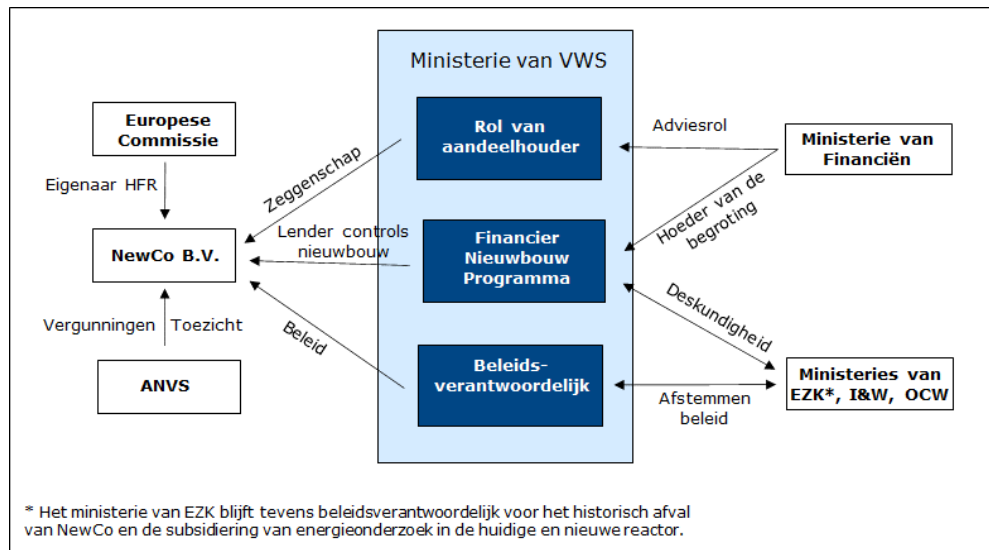 Ministerie van VWS
Europese
Commissie
Rol van
aandeelhouder
Adviesrol
Ministerie van
Financiën
Eigenaar HFR
Zeggenschap
Hoeder van de
begroting
NewCo B.V.
Lender controls
nieuwbouw
Financier
Nieuwbouw
Programma
Vergunningen
Toezicht
Beleid
Deskundigheid
ANVS
Beleids-
verantwoordelijk
Afstemmen
beleid
Ministeries van
EZK*, I&W, OCW
* Het ministerie van EZK blijft tevens beleidsverantwoordelijk voor het historisch afval
van NewCo en de subsidiering van energieonderzoek in de huidige en nieuwe reactor.